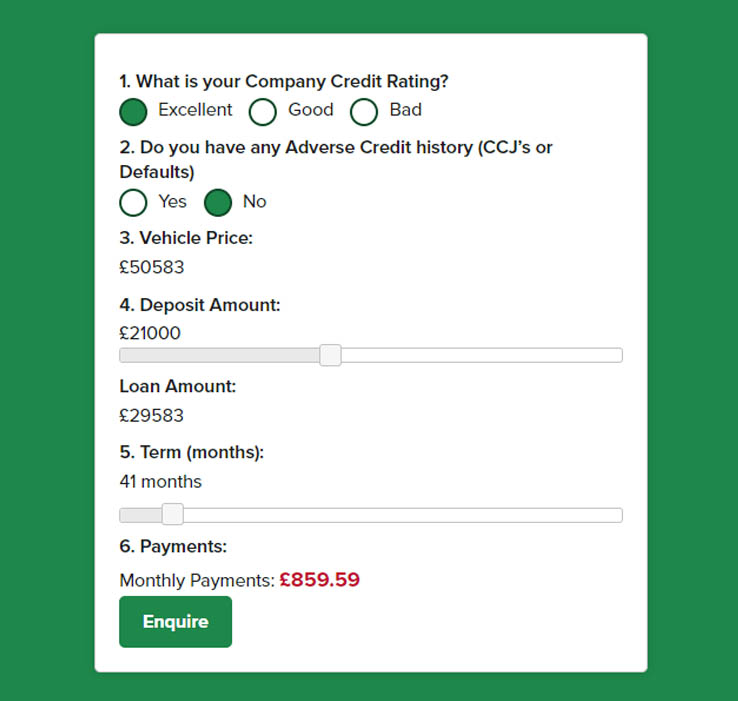 1. What is your Company Credit Rating?
Excellent Good Bad
2. Do you have any Adverse Credit history (CCJ’s or
Defaults)
Yes No
3. Vehicle Price:
£50583
4. Deposit Amount:
£21000
Loan Amount:
£29583
5. Term (months):
41 months
6. Payments:
Monthly Payments: £859.59
Enquire